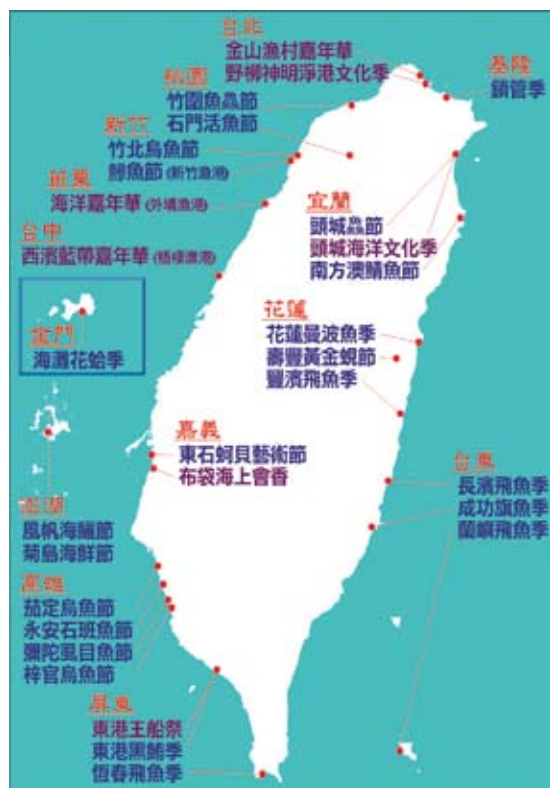 台北
金山漁村嘉年華
野柳神明淨港文化季
基隆
鎖管季
桃園
竹圍魚鱻節
石門活魚節
新竹
竹北烏魚節
鯚魚節 (新竹漁港)
苗栗
海洋嘉年華 (外埔漁港)
台中
西濱藍帶嘉年華 (梧棲漁港)
宜蘭
頭城鱻節
頭城海洋文化季
南方澳鯖魚節
金門
海灘花蛤季
花蓮
花蓮曼波魚季
壽豐黃金蜆節
豐濱飛魚季
嘉義
東石蚵貝藝術節
布袋海上會香
台東
長濱飛魚季
成功旗魚季
蘭嶼飛魚季
澎湖
風帆海鱺節
菊島海鮮節
高雄
茄定烏魚節
永安石班魚節
彌陀虱目魚節
梓官烏魚節
屏東
東港王船祭
東港黑鮪季
恆春飛魚季